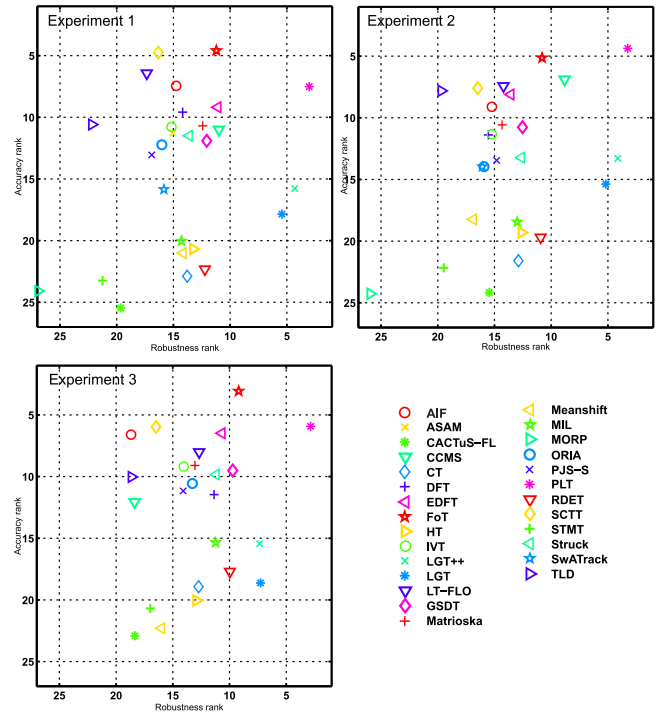 Experiment 1
5
10
15
20
25
Accuracy rank
25 20 15 10 5
Robustness rank
Experiment 2
5
10
15
20
25
Accuracy rank
25 20 15 10 5
Robustness rank
Experiment 3
5
10
15
20
25
Accuracy rank
25 20 15 10 5
Robustness rank
AIF
ASAM
CACTuS-FL
CCMS
CT
DFT
EDFT
FoT
HT
IVT
LGT++
LGT
LT-FLO
GSDT
Matrioska
Meanshift
MIL
MORP
ORIA
PJS-S
PLT
RDET
SCTT
STMT
Struck
SwATrack
TLD